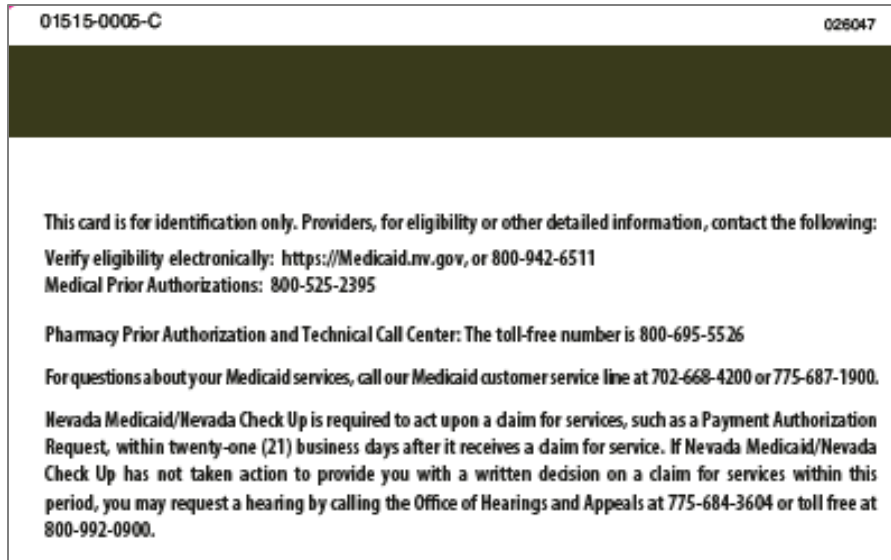 01515-0005-C 026047
This card is for identification only. Providers, for eligibility or other detailed information, contact the following:
Verify eligibility electronically: https://Medicaid.nv.gov, or 800-942-6511
Medical Prior Authorizations: 800-525-2395
Pharmacy Prior Authorization and Technical Call Center: The toll-free number is 800-695-5526
For questions about your Medicaid services, call our Medicaid customer service line at 702-668-4200 or 775-687-1900.
Nevada Medicaid/Nevada Check Up is required to act upon a claim for services, such as a Payment Authorization
Request, within twenty-one (21) business days after it receives a claim for service. If Nevada Medicaid/Nevada
Check Up has not taken action to provide you with a written decision on a claim for services within this
period, you may request a hearing by calling the Office of Hearings and Appeals at 775-684-3604 or toll free at
800-992-0900.